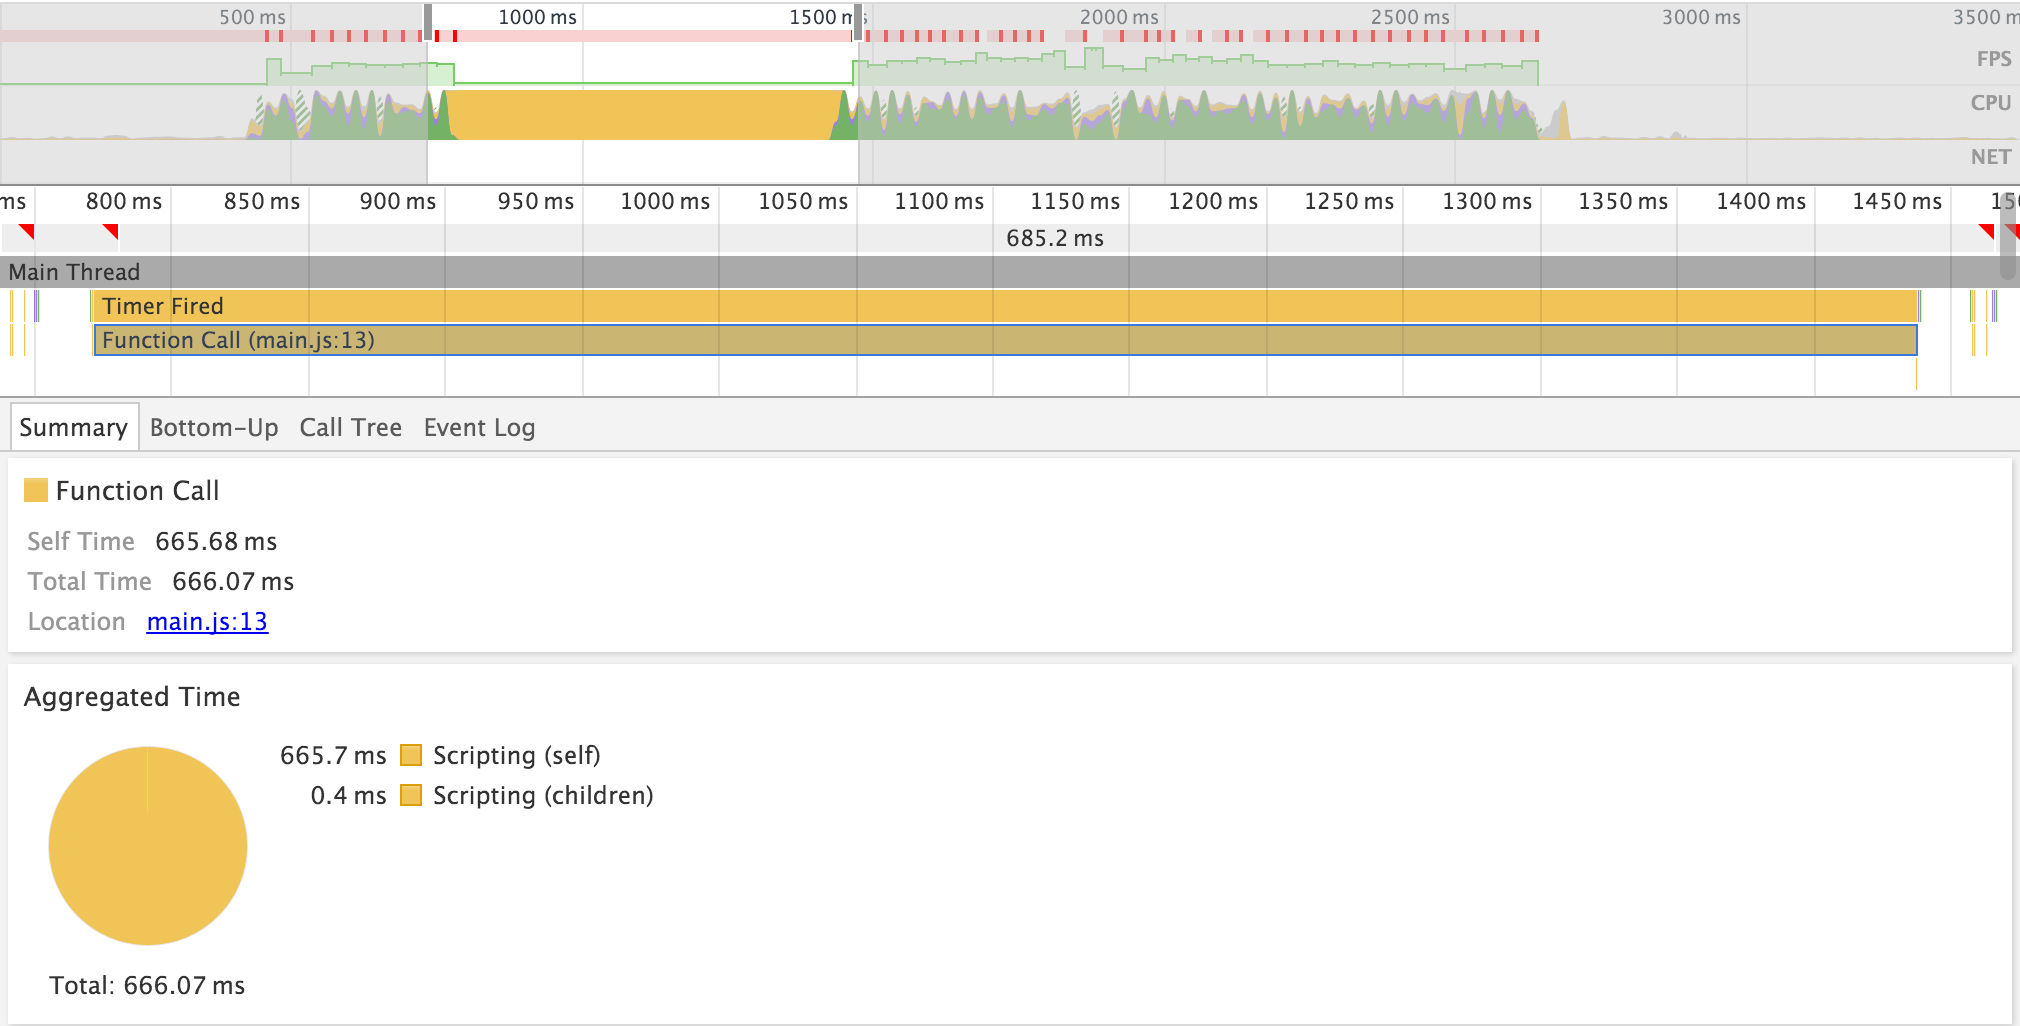 500 ms 1000 ms 1500 ms 2000 ms 2500 ms 3000 ms 3500 m
FPS
CPU
NET
ms 800 ms 850 ms 900 ms 950 ms 1000 ms 1050 ms 1100 ms 1150 ms 1200 ms 1250 ms 1300 ms 1350 ms 1400 ms 1450 ms 150
685.2 ms
Main Thread
Timer Fired
Function Call (main.js:13)
Summary Bottom-Up Call Tree Event Log
Function Call
Self Time 665.68 ms
Total Time 666.07 ms
Location main.js:13
Aggregated Time
665.7 ms Scripting (self)
0.4 ms Scripting (children)
Total: 666.07 ms